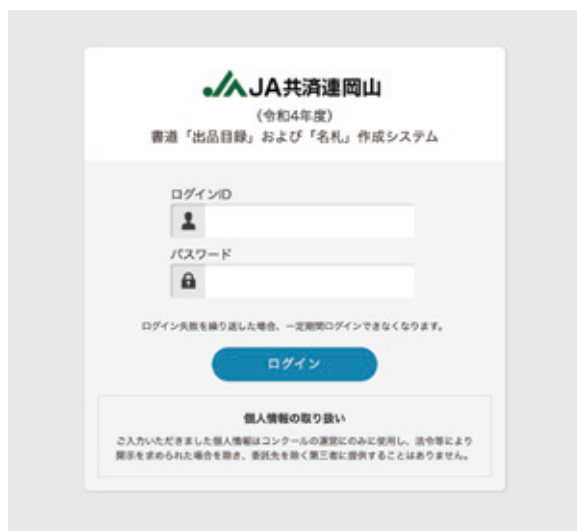 JA共済連岡山
（令和4年度）
書道「出品目録」および「名札」作成システム
ログインID
パスワード
ログイン失敗を繰り返した場合、一定期間ログインできなくなります。
ログイン
個人情報の取り扱い
ご入力いただきました個人情報はコンクールの運営にのみに使用し、法令等により
開示を求められた場合を除き、委託先を除く第三者に提供することはありません。